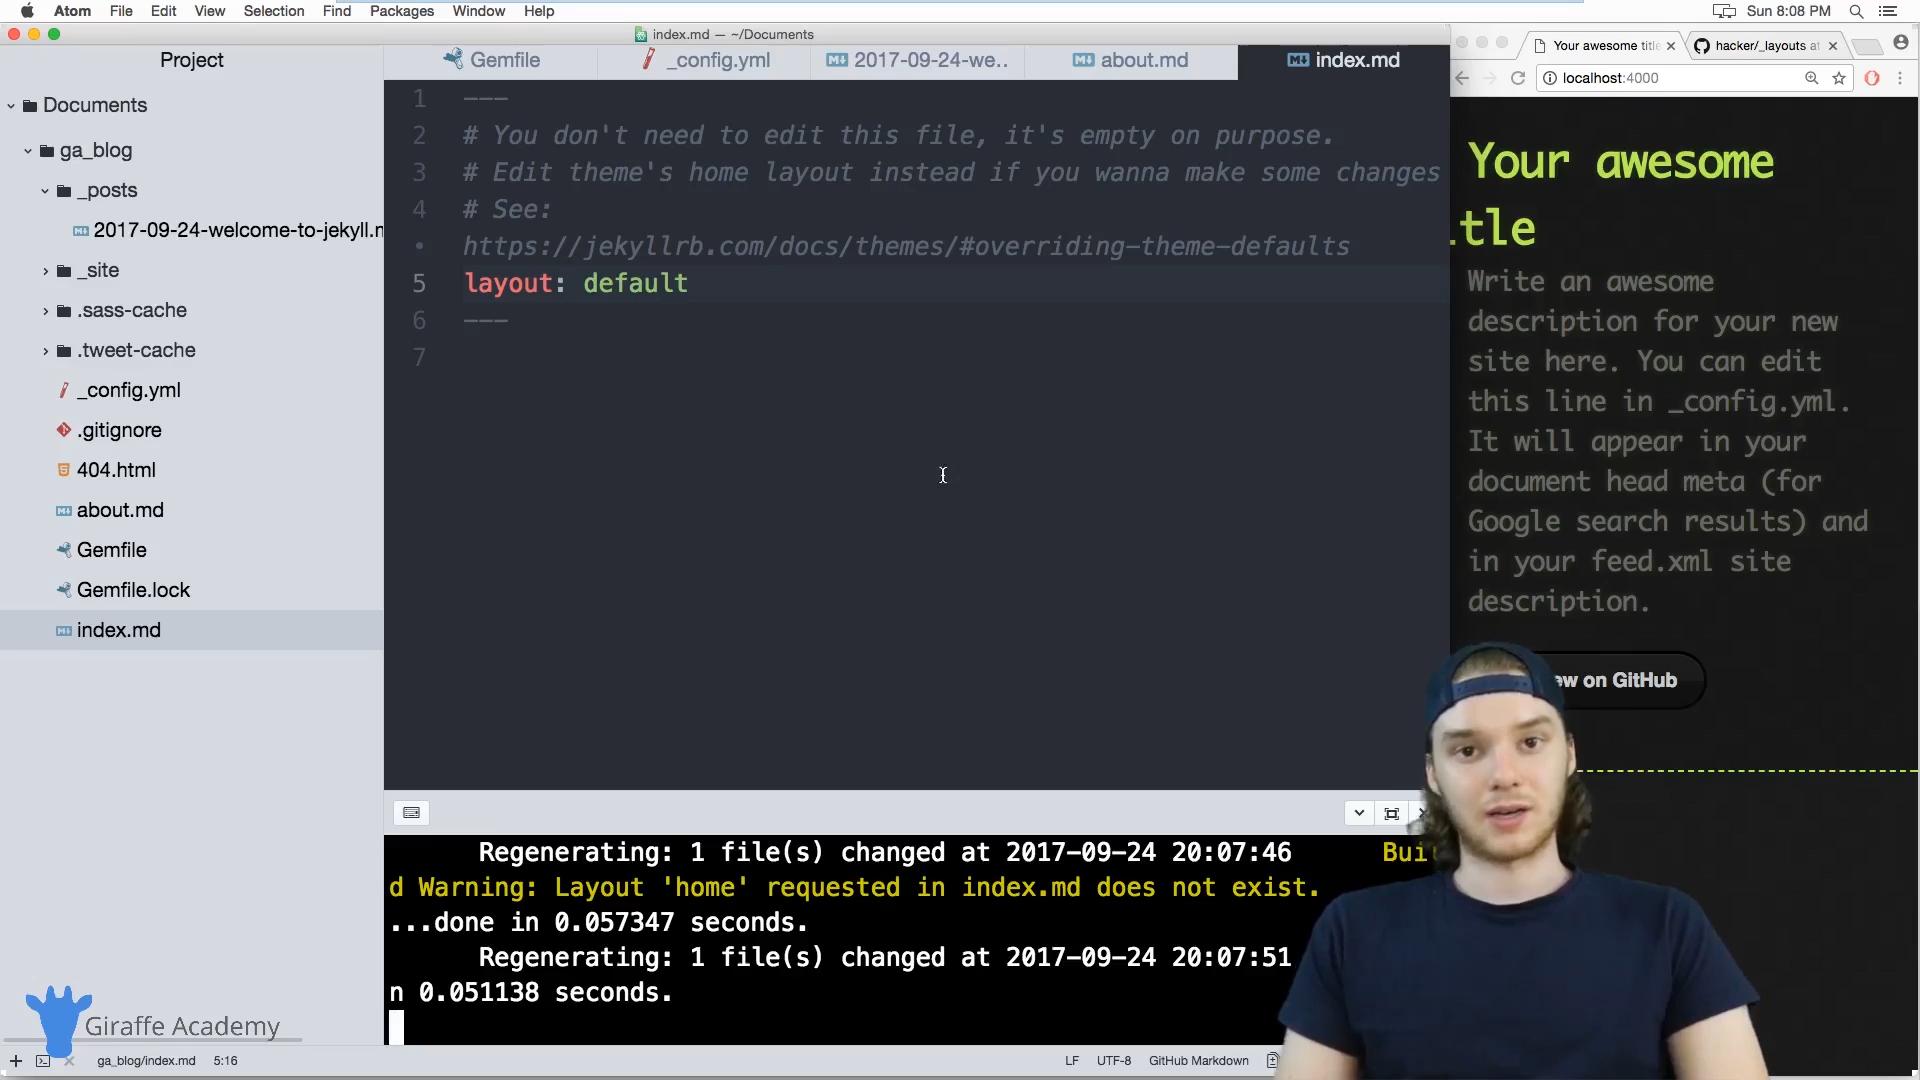 Atom File Edit View Selection Find Packages Window Help
Sun 8:08 PM
index.md — ~/Documents
Project
Gemfile
_config.yml
2017-09-24-we..
about.md
index.md
Your awesome title
hacker/_layouts at
localhost:4000
Documents
ga_blog
_posts
2017-09-24-welcome-to-jekyll.m
_site
.sass-cache
.tweet-cache
_config.yml
.gitignore
404.html
about.md
Gemfile
Gemfile.lock
index.md
1 ---
2 # You don't need to edit this file, it's empty on purpose.
3 # Edit theme's home layout instead if you wanna make some changes
4 # See:
• https://jekyllrb.com/docs/themes/#overriding-theme-defaults
5 layout: default
6 ---
7
Your awesome
tle
Write an awesome
description for your new
site here. You can edit
this line in _config.yml.
It will appear in your
document head meta (for
Google search results) and
in your feed.xml site
description.
ew on GitHub
Regenerating: 1 file(s) changed at 2017-09-24 20:07:46 Buil
d Warning: Layout 'home' requested in index.md does not exist.
...done in 0.057347 seconds.
Regenerating: 1 file(s) changed at 2017-09-24 20:07:51
n 0.051138 seconds.
Giraffe Academy
ga_blog/index.md 5:16
LF UTF-8 GitHub Markdown